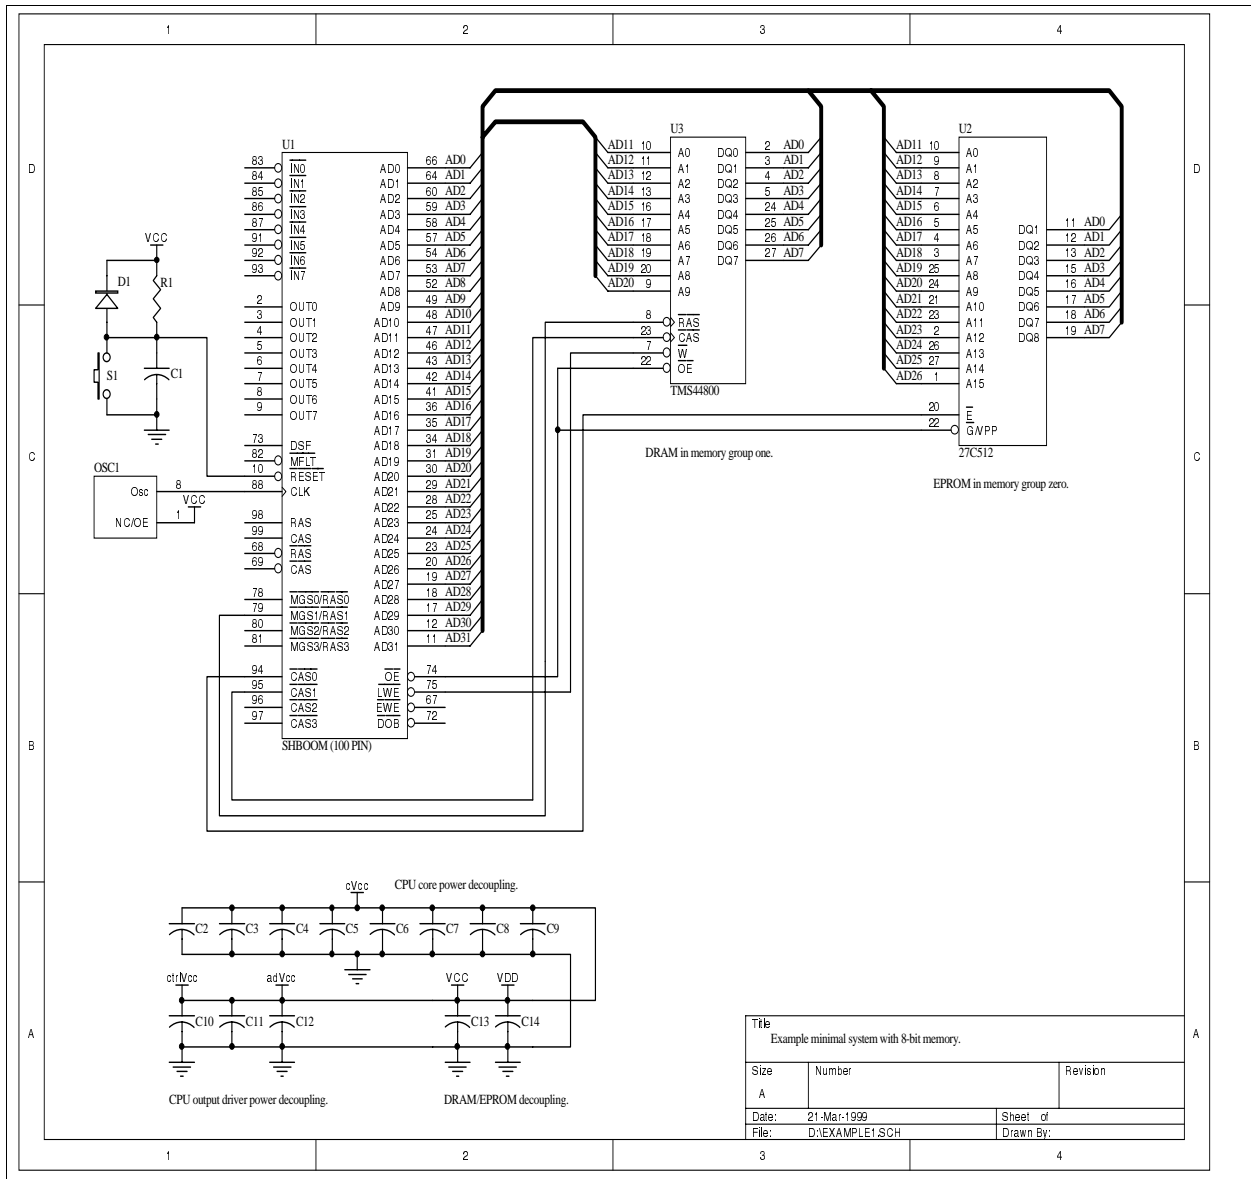 1 2 3 4
D
D
C
C
B
B
A
A
U1
83 IN0 AD0 66 AD0
84 IN1 AD1 64 AD1
85 IN2 AD2 60 AD2
86 IN3 AD3 59 AD3
87 IN4 AD4 58 AD4
91 IN5 AD5 57 AD5
92 IN6 AD6 54 AD6
93 IN7 AD7 53 AD7
AD8 52 AD8
2 OUT0 AD9 49 AD9
3 OUT1 AD10 48 AD10
4 OUT2 AD11 47 AD11
5 OUT3 AD12 46 AD12
6 OUT4 AD13 43 AD13
7 OUT5 AD14 42 AD14
8 OUT6 AD15 41 AD15
9 OUT7 AD16 36 AD16
AD17 35 AD17
73 DSF AD18 34 AD18
82 MFLT AD19 31 AD19
10 RESET AD20 30 AD20
88 CLK AD21 29 AD21
AD22 28 AD22
98 RAS AD23 25 AD23
99 CAS AD24 24 AD24
68 RAS AD25 23 AD25
69 CAS AD26 20 AD26
AD27 19 AD27
78 MGS0/RAS0 AD28 18 AD28
79 MGS1/RAS1 AD29 17 AD29
80 MGS2/RAS2 AD30 12 AD30
81 MGS3/RAS3 AD31 11 AD31
94 CAS0 OE 74
95 CAS1 LWE 75
96 CAS2 EWE 67
97 CAS3 DOB 72
SHBOOM (100 PIN)
VCC
D1 R1
S1 C1
OSC1
Osc 8
VCC
NC/OE 1
U3
AD11 10 A0 DQ0 2 AD0
AD12 11 A1 DQ1 3 AD1
AD13 12 A2 DQ2 4 AD2
AD14 13 A3 DQ3 5 AD3
AD15 16 A4 DQ4 24 AD4
AD16 17 A5 DQ5 25 AD5
AD17 18 A6 DQ6 26 AD6
AD18 19 A7 DQ7 27 AD7
AD19 20 A8
AD20 9 A9
8 RAS
23 CAS
7 W
22 OE
TMS44800
DRAM in memory group one.
U2
AD11 10 A0
AD12 9 A1
AD13 8 A2
AD14 7 A3
AD15 6 A4
AD16 5 A5 DQ1 11 AD0
AD17 4 A6 DQ2 12 AD1
AD18 3 A7 DQ3 13 AD2
AD19 25 A8 DQ4 15 AD3
AD20 24 A9 DQ5 16 AD4
AD21 21 A10 DQ6 17 AD5
AD22 23 A11 DQ7 18 AD6
AD23 2 A12 DQ8 19 AD7
AD24 26 A13
AD25 27 A14
AD26 1 A15
20 E
22 G/VPP
27C512
EPROM in memory group zero.
cVcc CPU core power decoupling.
C2 C3 C4 C5 C6 C7 C8 C9
ctrlVcc adVcc VCC VDD
C10 C11 C12 C13 C14
CPU output driver power decoupling. DRAM/EPROM decoupling.
Title
Example minimal system with 8-bit memory.
Size Number Revision
A
Date: 21-Mar-1999 Sheet of
File: D:\EXAMPLE1.SCH Drawn By:
1 2 3 4